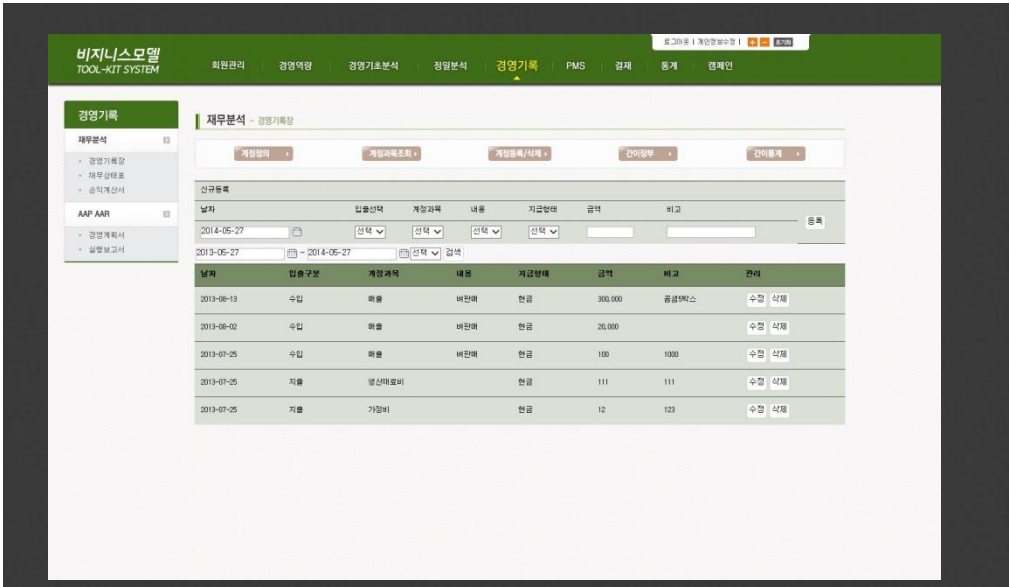 로그아웃 | 개인정보수정 | + - 초기화
비지니스모델
TOOL-KIT SYSTEM
회원관리 경영역량 경영기초분석 정밀분석 경영기록 PMS 결재 통계 캠페인
경영기록
재무분석 - 경영기록장
재무분석
경영기록장
재무상태표
손익계산서
AAP AAR
경영계획서
실행보고서
계정정의 계정과목조회 계정등록/삭제 간이장부 간이통계
신규등록
날짜 입출선택 계정과목 내용 지급형태 금액 비고
2014-05-27 선택 선택 선택 선택 등록
2013-05-27 ~ 2014-05-27 선택 검색
날짜 입출구분 계정과목 내용 지급형태 금액 비고 관리
2013-08-13 수입 매출 벼판매 현금 300,000 수정 삭제
2013-08-02 수입 매출 벼판매 현금 20,000 수정 삭제
2013-07-25 수입 매출 벼판매 현금 100 1000 수정 삭제
2013-07-25 지출 생산재료비 현금 111 111 수정 삭제
2013-07-25 지출 가정비 현금 12 123 수정 삭제